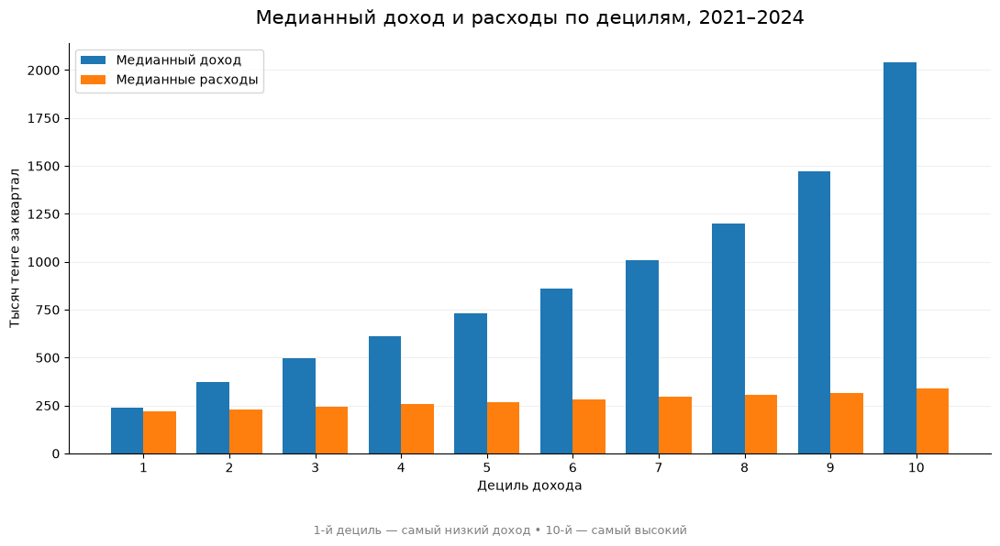 Медианный доход и расходы по децилям, 2021–2024
Медианный доход
Медианные расходы
Тысяч тенге за квартал
2000
1750
1500
1250
1000
750
500
250
0
1 2 3 4 5 6 7 8 9 10
Дециль дохода
1-й дециль — самый низкий доход • 10-й — самый высокий